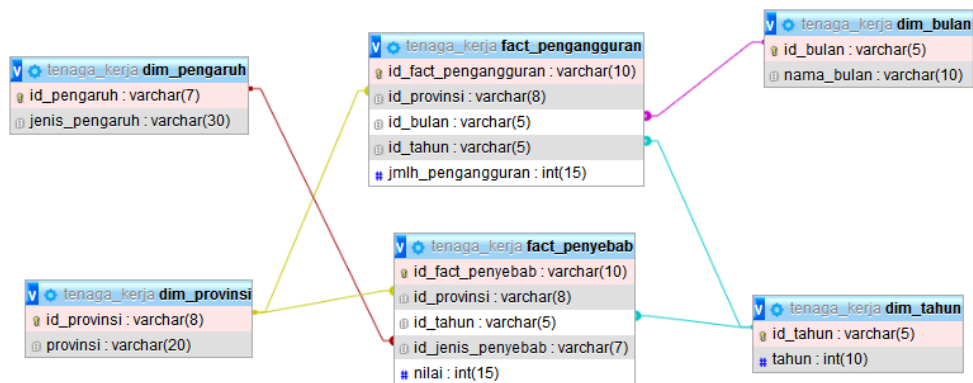 tenaga_kerja dim_pengaruh
id_pengaruh : varchar(7)
jenis_pengaruh : varchar(30)
tenaga_kerja fact_pengangguran
id_fact_pengangguran : varchar(10)
id_provinsi : varchar(8)
id_bulan : varchar(5)
id_tahun : varchar(5)
# jmlh_pengangguran : int(15)
tenaga_kerja dim_bulan
id_bulan : varchar(5)
nama_bulan : varchar(10)
tenaga_kerja dim_provinsi
id_provinsi : varchar(8)
provinsi : varchar(20)
tenaga_kerja fact_penyebab
id_fact_penyebab : varchar(10)
id_provinsi : varchar(8)
id_tahun : varchar(5)
id_jenis_penyebab : varchar(7)
# nilai : int(15)
tenaga_kerja dim_tahun
id_tahun : varchar(5)
# tahun : int(10)